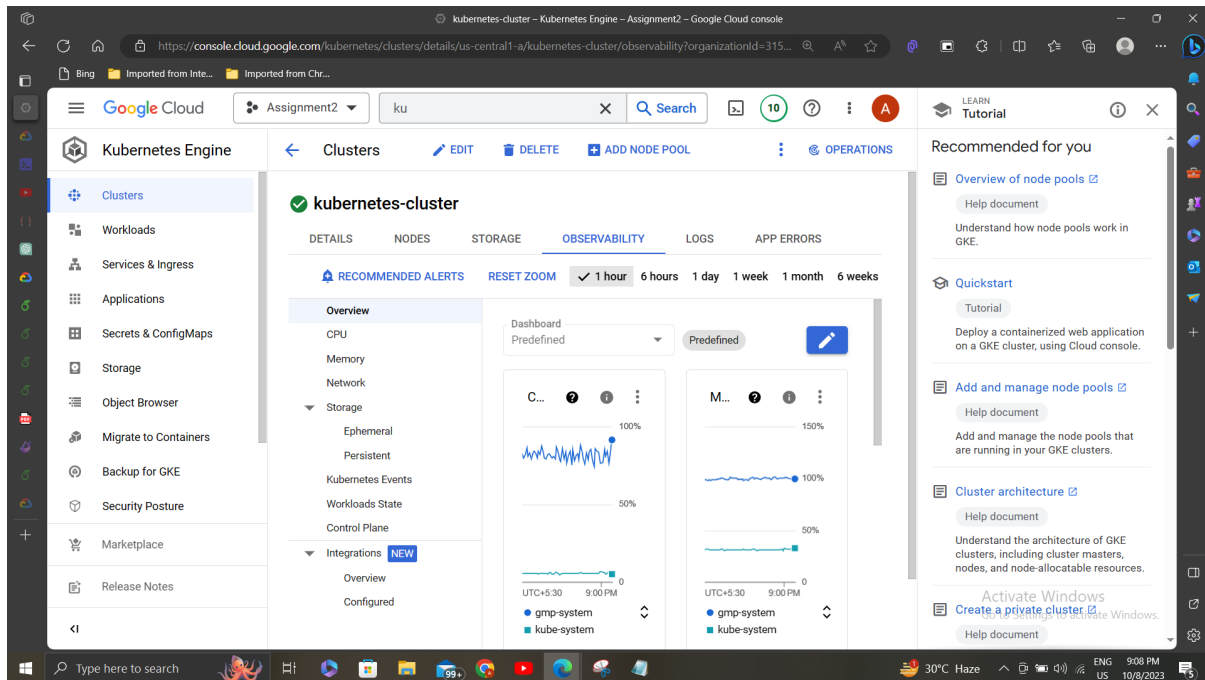 kubernetes-cluster – Kubernetes Engine – Assignment2 – Google Cloud console
https://console.cloud.google.com/kubernetes/clusters/details/us-central1-a/kubernetes-cluster/observability?organizationId=315...
Bing
Imported from Inte...
Imported from Chr...
Google Cloud
Assignment2
ku
Search
10
A
LEARN
Tutorial
Kubernetes Engine
Clusters
Workloads
Services & Ingress
Applications
Secrets & ConfigMaps
Storage
Object Browser
Migrate to Containers
Backup for GKE
Security Posture
Marketplace
Release Notes
Clusters
EDIT
DELETE
ADD NODE POOL
OPERATIONS
kubernetes-cluster
DETAILS
NODES
STORAGE
OBSERVABILITY
LOGS
APP ERRORS
RECOMMENDED ALERTS
RESET ZOOM
1 hour
6 hours
1 day
1 week
1 month
6 weeks
Overview
CPU
Memory
Network
Storage
Ephemeral
Persistent
Kubernetes Events
Workloads State
Control Plane
Integrations NEW
Overview
Configured
Dashboard
Predefined
Predefined
C...
100%
50%
0
UTC+5:30
9:00 PM
gmp-system
kube-system
M...
150%
100%
50%
0
UTC+5:30
9:00 PM
gmp-system
kube-system
Recommended for you
Overview of node pools
Help document
Understand how node pools work in
GKE.
Quickstart
Tutorial
Deploy a containerized web application
on a GKE cluster, using Cloud console.
Add and manage node pools
Help document
Add and manage the node pools that
are running in your GKE clusters.
Cluster architecture
Help document
Understand the architecture of GKE
clusters, including cluster masters,
nodes, and node-allocatable resources.
Create a private cluster
Help document
Activate Windows
Go to Settings to activate Windows.
Type here to search
99+
30°C Haze
ENG
US
9:08 PM
10/8/2023
5